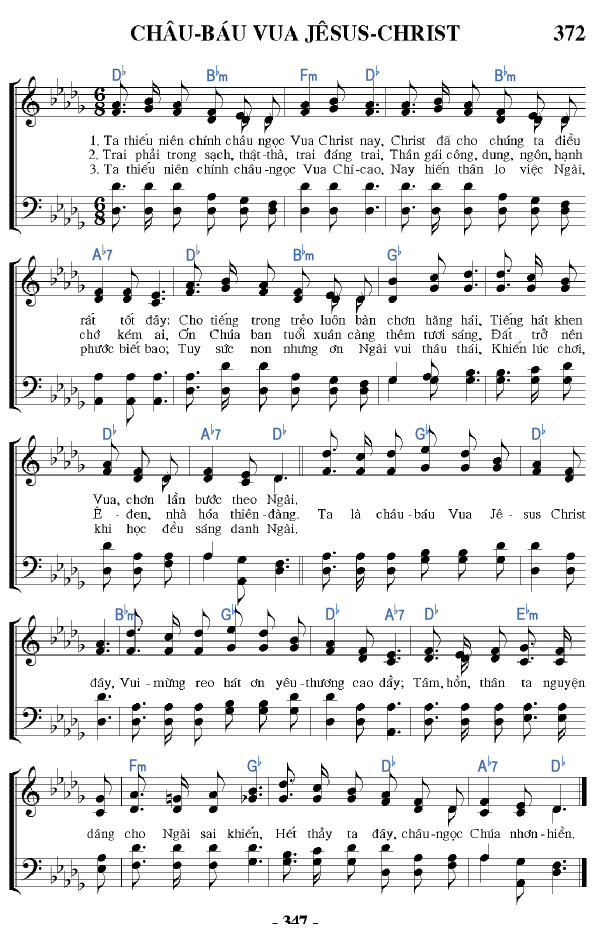 CHÂU-BÁU VUA JÊSUS-CHRIST 372
D♭ B♭m Fm D♭ B♭m
1. Ta thiếu niên chính châu ngọc Vua Christ nay, Christ đã cho chúng ta điều
2. Trai phải trong sạch, thật-thà, trai đáng trai, Thần gái công, dung, ngôn, hạnh
3. Ta thiếu niên chính châu-ngọc Vua Chí-cao, Nay hiến thân lo việc Ngài,
A♭7 D♭ B♭m G♭
rất tốt đây; Cho tiếng trong trẻo luôn bàn chơn hăng hái, Tiếng hát khen
chớ kém ai, Ơn Chúa ban tuổi xuân càng thêm tươi sáng, Đất trở nên
phước biết bao; Tuy sức non nhưng ơn Ngài vui thâu thái, Khiến lúc chơi,
D♭ A♭7 D♭ G♭ D♭
Vua, chơn lần bước theo Ngài.
Ê-đen, nhà hóa thiên-đàng. Ta là châu-báu Vua Jê-sus Christ
khi học đều sáng danh Ngài.
B♭m G♭ D♭ A♭7 D♭ E♭m
đây, Vui-mừng reo hát ơn yêu-thương cao dầy; Tâm, hồn, thân ta nguyện
Fm G♭ D♭ A♭7 D♭
dâng cho Ngài sai khiến, Hết thảy ta đây, châu-ngọc Chúa nhơn-hiền.
- 347 -